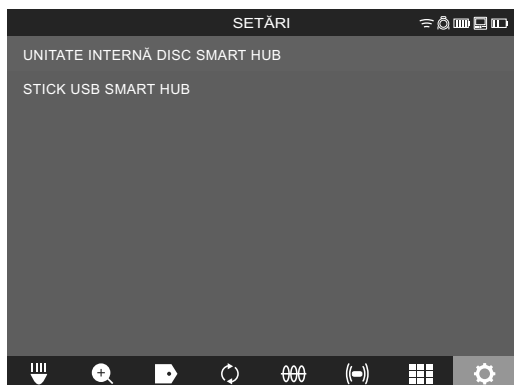 SETĂRI
UNITATE INTERNĂ DISC SMART HUB
STICK USB SMART HUB